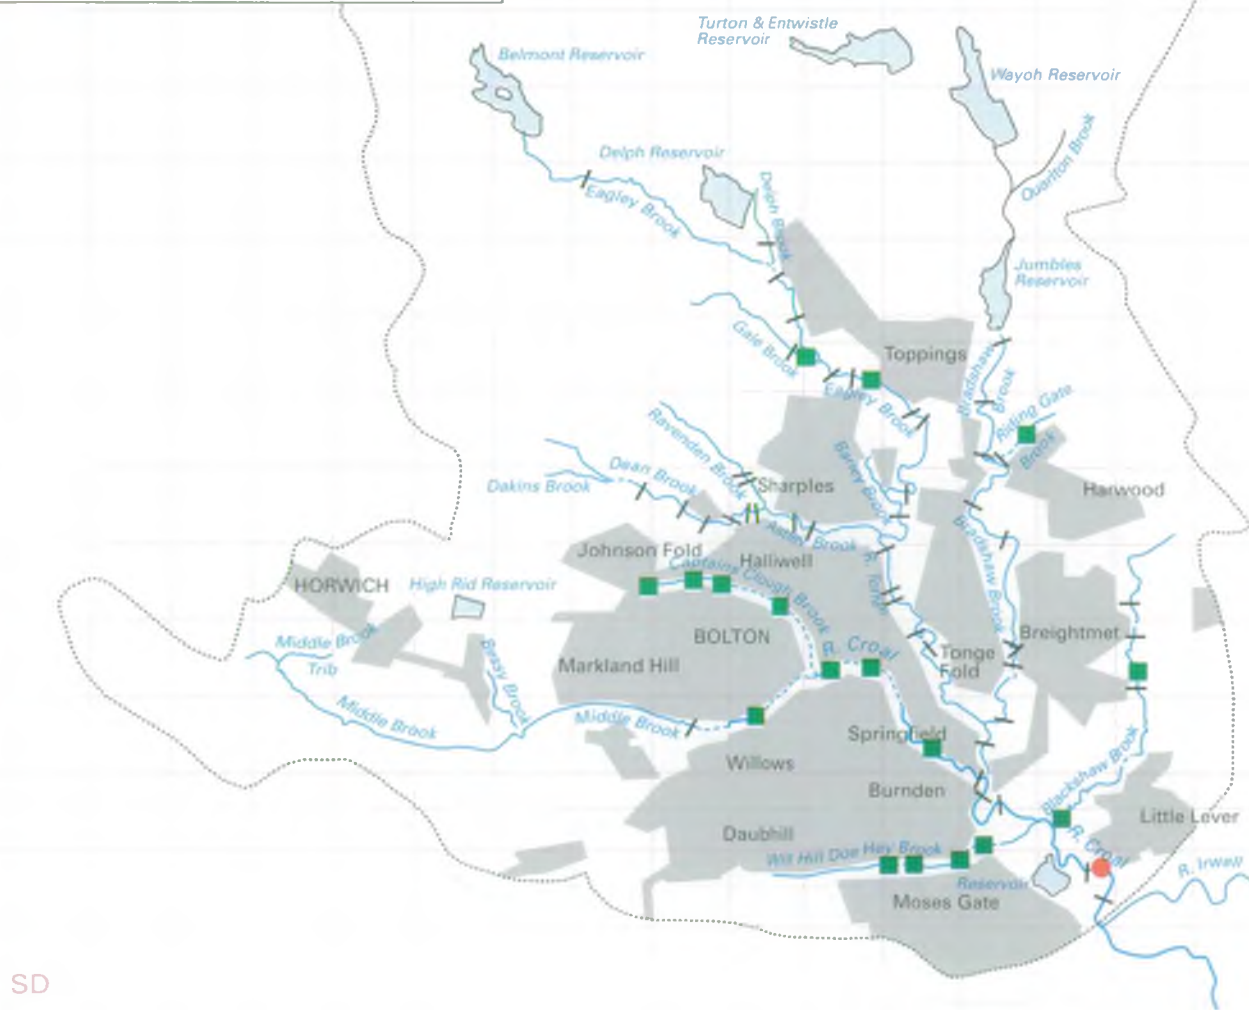 Turton & Entwistle
Reservoir
Belmont Reservoir
Wayoh Reservoir
Delph Reservoir
Quarlton Brook
Delph Brook
Eagley Brook
Jumbles
Reservoir
Gale Brook
Toppings
Bradshaw
Brook
Eagley Brook
Riding Gate
Brook
Ravenden Brook
Barley Brook
Dean Brook
Dakins Brook
Sharples
Harwood
Astley Brook
Bradshaw Brook
Johnson Fold
Halliwell
Captains Clough Brook
R. Tonge
HORWICH
High Rid Reservoir
BOLTON
Breightmet
Middle Brook
Trib
R. Croal
Tonge
Fold
Markland Hill
Bessy Brook
Middle Brook
Middle Brook
Springfield
Willows
Burnden
Blackshaw Brook
Little Lever
Daubhill
R. Croal
Will Hill Doe Hey Brook
R. Irwell
Reservoir
Moses Gate
SD